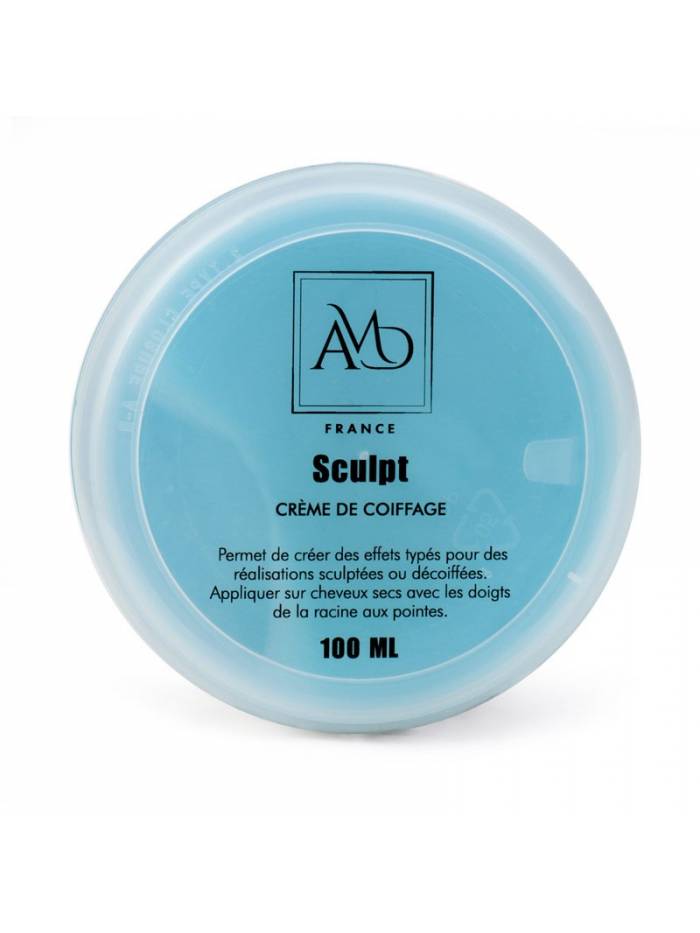 AMD
FRANCE
Sculpt
CRÈME DE COIFFAGE
Permet de créer des effets typés pour des
réalisations sculptées ou décoiffées.
Appliquer sur cheveux secs avec les doigts
de la racine aux pointes.
100 ML